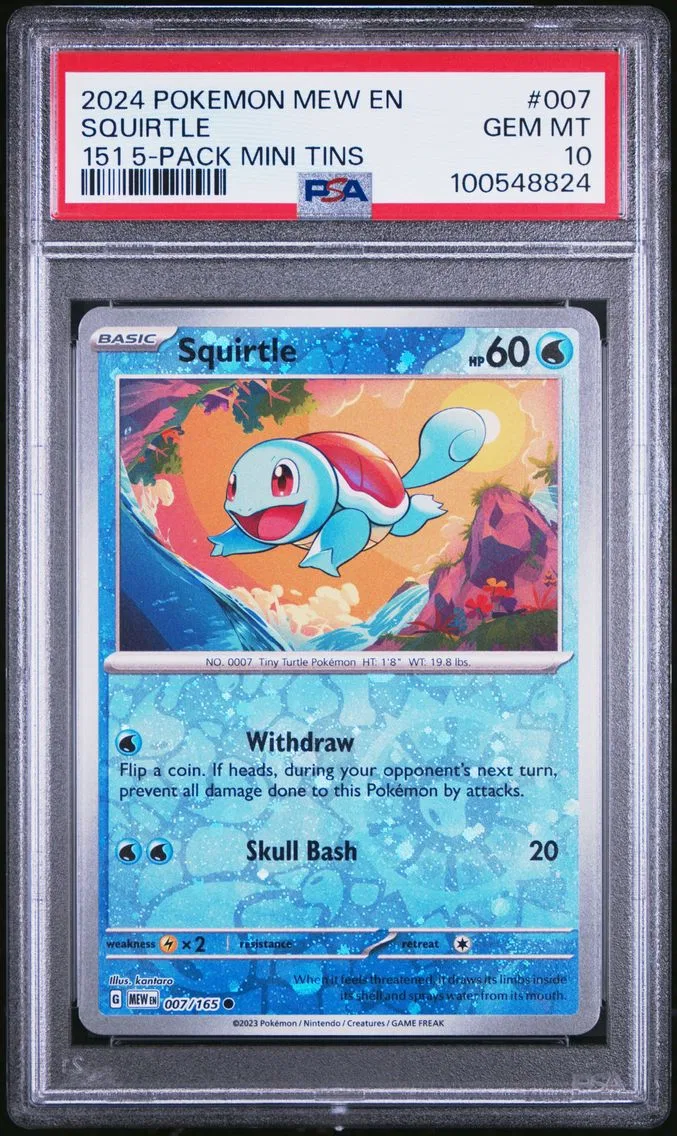 2024 POKEMON MEW EN #007
SQUIRTLE GEM MT
151 5-PACK MINI TINS 10
PSA 100548824
BASIC Squirtle HP 60
NO. 0007 Tiny Turtle Pokémon HT: 1'8" WT: 19.8 lbs.
Withdraw
Flip a coin. If heads, during your opponent's next turn,
prevent all damage done to this Pokémon by attacks.
Skull Bash 20
weakness ×2 resistance retreat
Illus. kantaro
When it feels threatened, it draws its limbs inside
its shell and sprays water from its mouth.
G MEW EN 007/165
©2023 Pokémon / Nintendo / Creatures / GAME FREAK
PSA